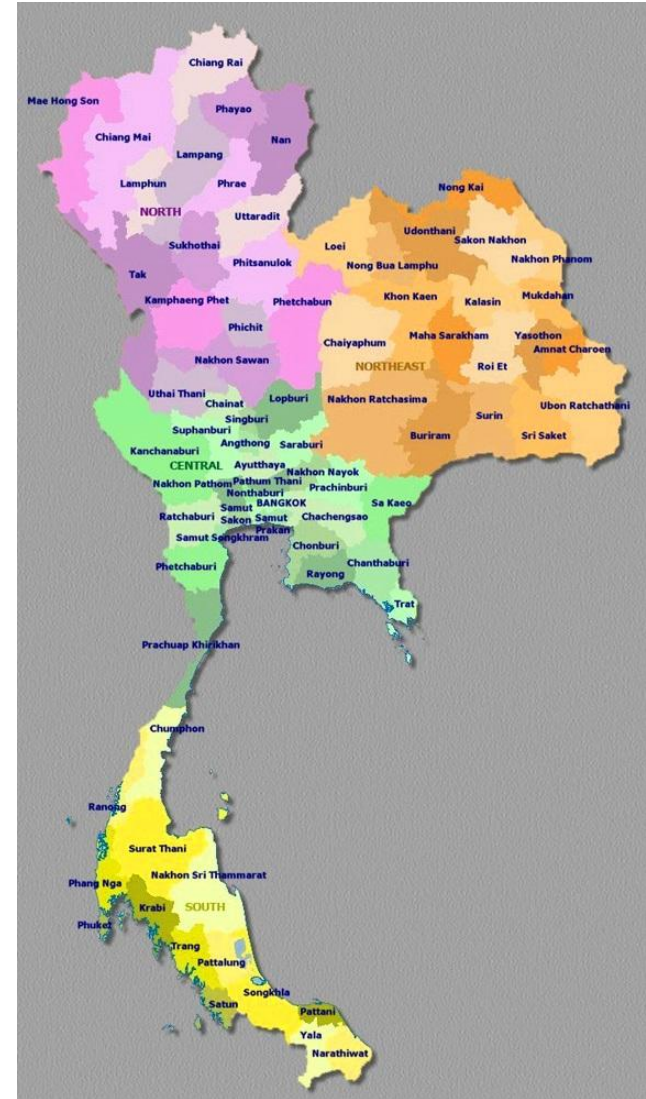 Chiang Rai
Mae Hong Son
Phayao
Chiang Mai
Nan
Lampang
Lamphun
Phrae
Nong Kai
NORTH
Uttaradit
Udonthani
Sukhothai
Loei
Sakon Nakhon
Phitsanulok
Nong Bua Lamphu
Nakhon Phanom
Tak
Kamphaeng Phet
Phetchabun
Khon Kaen
Kalasin
Mukdahan
Phichit
Chaiyaphum
Maha Sarakham
Yasothon
Amnat Charoen
Nakhon Sawan
NORTHEAST
Roi Et
Uthai Thani
Lopburi
Nakhon Ratchasima
Chainat
Ubon Ratchathani
Singburi
Surin
Suphanburi
Angthong
Saraburi
Buriram
Sri Saket
Kanchanaburi
CENTRAL
Ayutthaya
Nakhon Nayok
Nakhon Pathom
Pathum Thani
Prachinburi
Nonthaburi
BANGKOK
Sa Kaeo
Ratchaburi
Samut
Sakon
Samut
Prakan
Chachengsao
Samut Songkhram
Chonburi
Phetchaburi
Chanthaburi
Rayong
Trat
Prachuap Khirikhan
Chumphon
Ranong
Surat Thani
Nakhon Sri Thammarat
Phang Nga
Krabi
SOUTH
Phuket
Trang
Pattalung
Songkhla
Satun
Pattani
Yala
Narathiwat